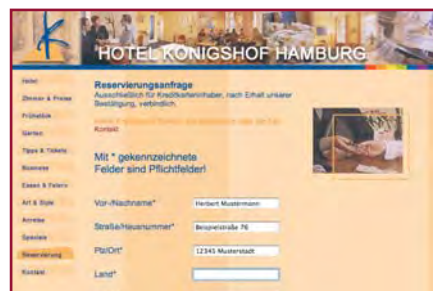 HOTEL KÖNIGSHOF HAMBURG
Hotel
Zimmer & Preise
Frühstück
Garten
Tipps & Tickets
Business
Essen & Feiern
Art & Style
Anreise
Specials
Reservierung
Kontakt
Reservierungsanfrage
Ausschließlich für Kreditkarteninhaber, nach Erhalt unserer
Bestätigung, verbindlich.
Kontakt
Mit * gekennzeichnete
Felder sind Pflichtfelder!
Vor-/Nachname* Herbert Mustermann
Straße/Hausnummer* Beispielstraße 76
Plz/Ort* 12345 Musterstadt
Land*